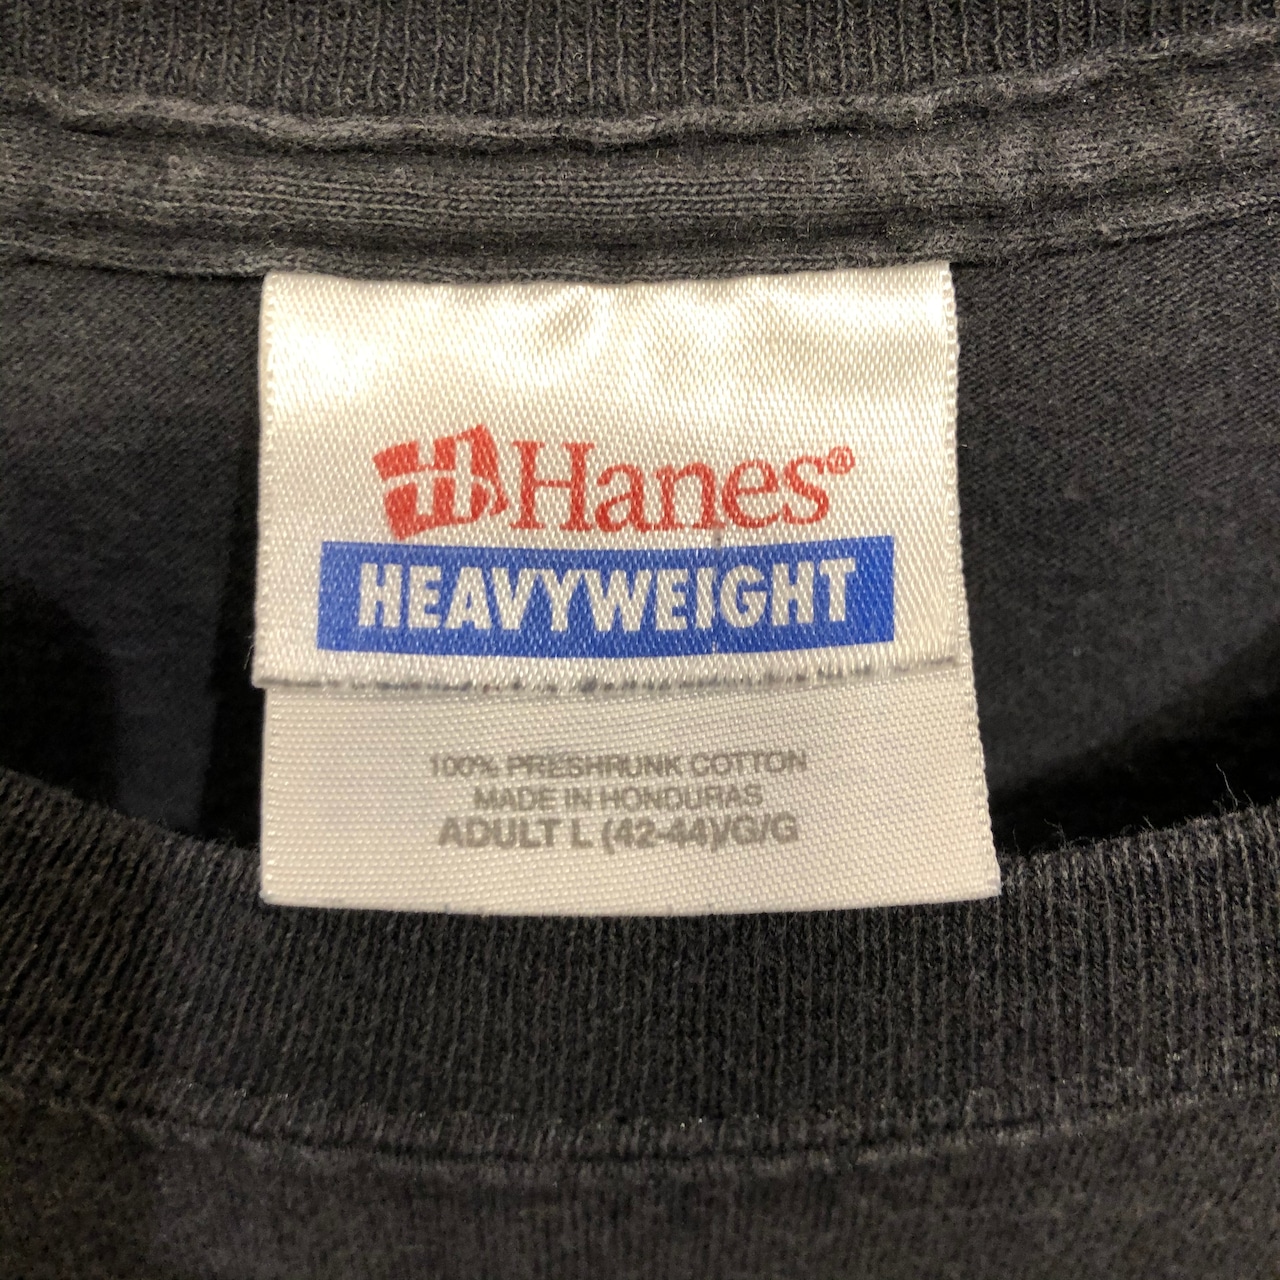 Hanes®
HEAVYWEIGHT
100% PRESHRUNK COTTON
MADE IN HONDURAS
ADULT L (42-44)/G/G